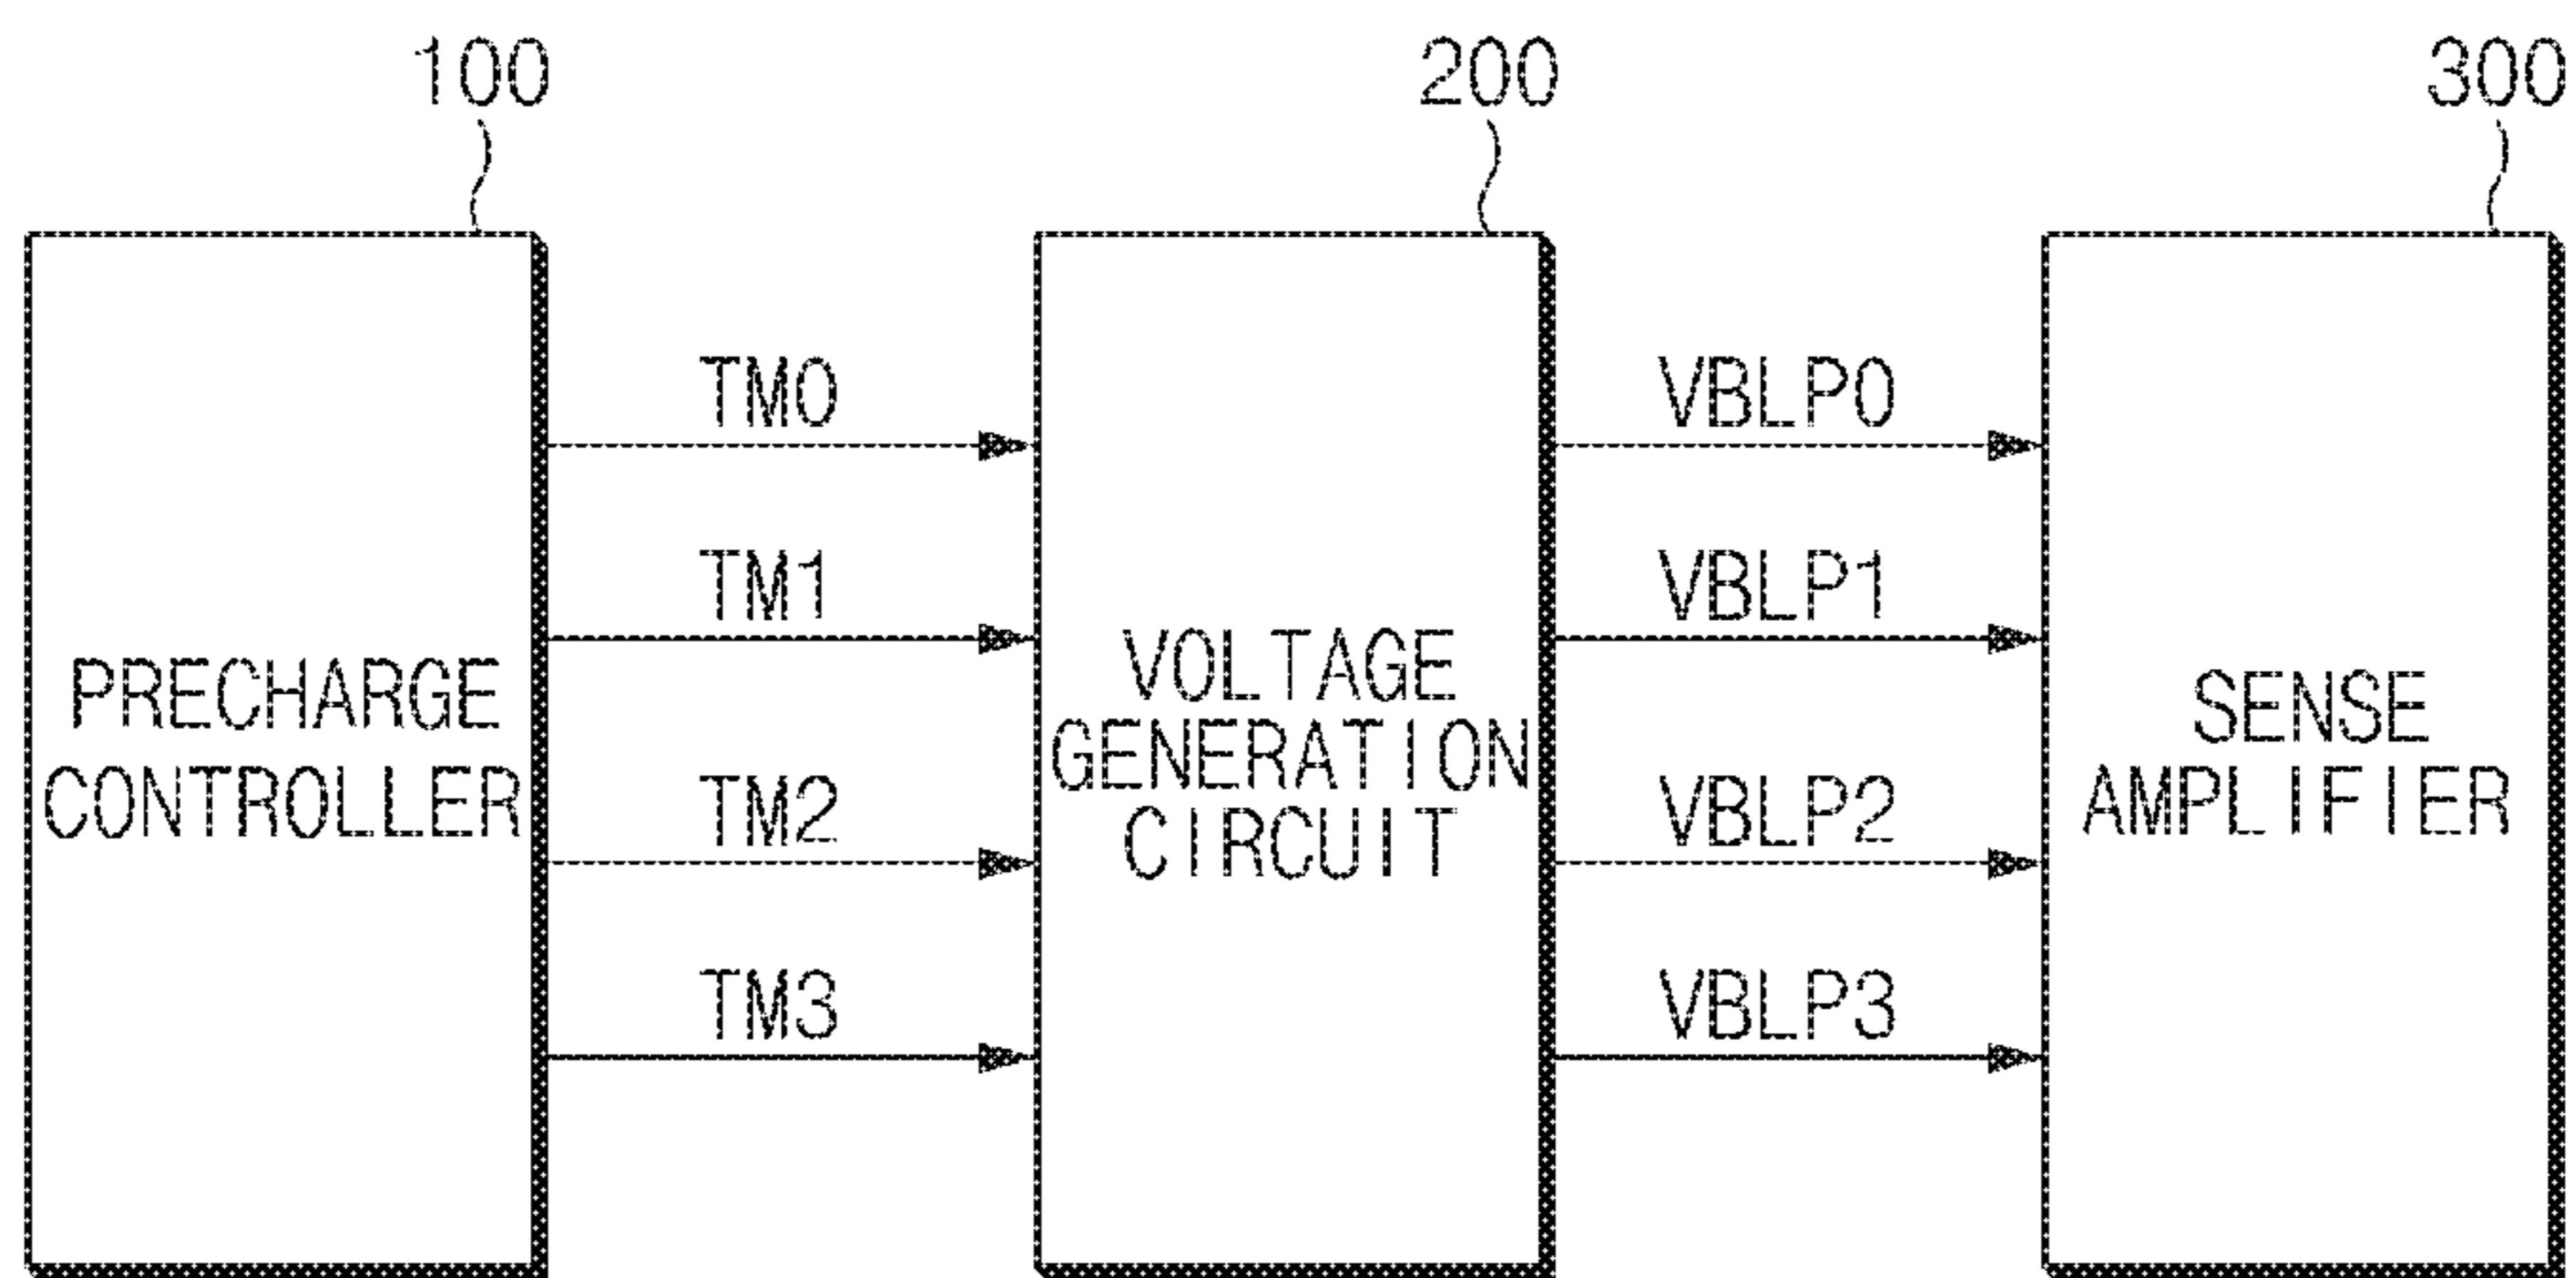 100
200
300
PRECHARGE
CONTROLLER
TM0
TM1
TM2
TM3
VOLTAGE
GENERATION
CIRCUIT
VBLP0
VBLP1
VBLP2
VBLP3
SENSE
AMPLIFIER